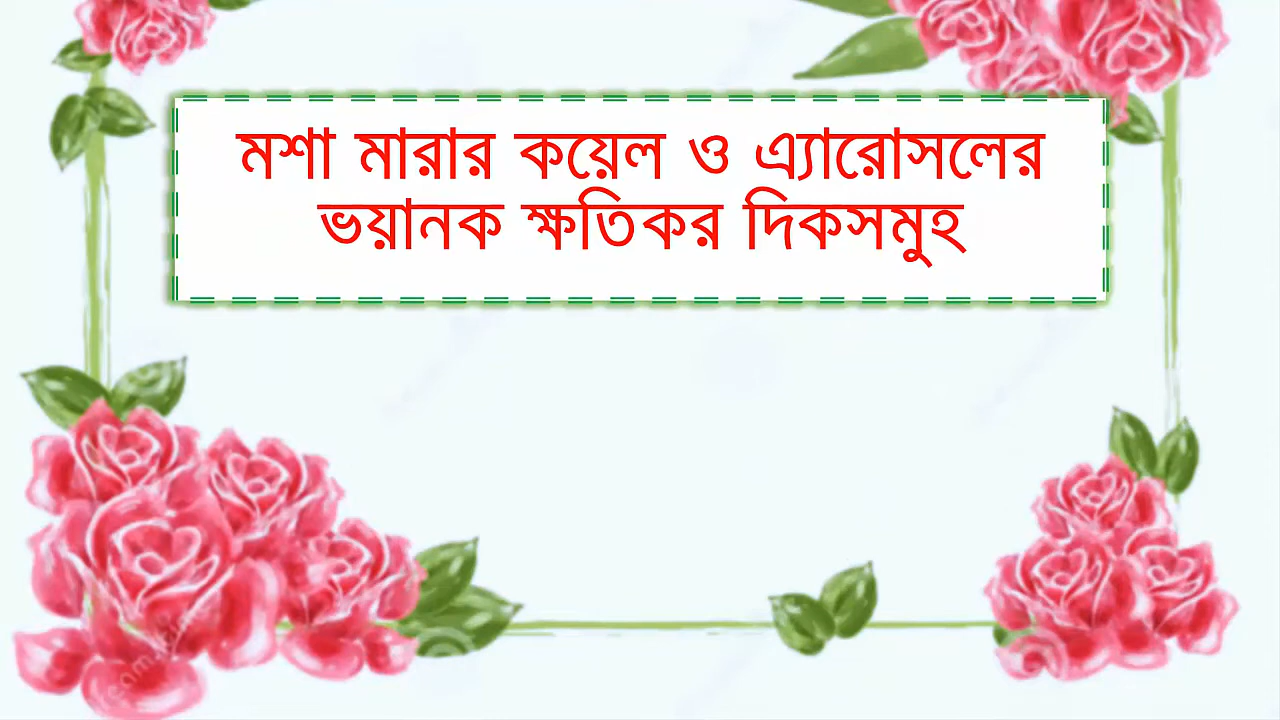 মশা মারার কয়েল ও এ্যারোসলের
ভয়ানক ক্ষতিকর দিকসমুহ